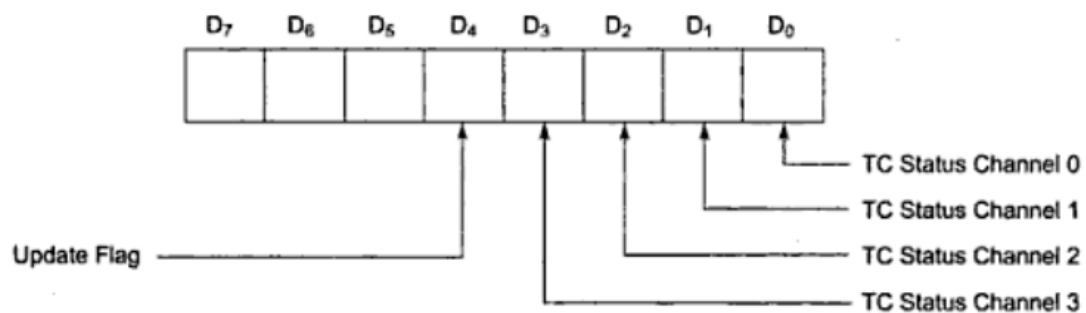 D₇ D₆ D₅ D₄ D₃ D₂ D₁ D₀
TC Status Channel 0
TC Status Channel 1
Update Flag
TC Status Channel 2
TC Status Channel 3